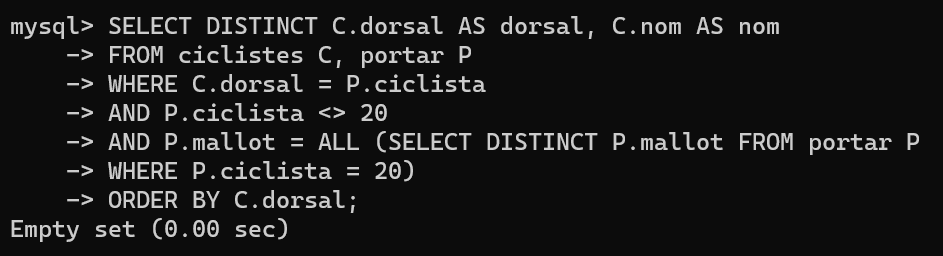 mysql> SELECT DISTINCT C.dorsal AS dorsal, C.nom AS nom
    -> FROM ciclistes C, portar P
    -> WHERE C.dorsal = P.ciclista
    -> AND P.ciclista <> 20
    -> AND P.mallot = ALL (SELECT DISTINCT P.mallot FROM portar P
    -> WHERE P.ciclista = 20)
    -> ORDER BY C.dorsal;
Empty set (0.00 sec)